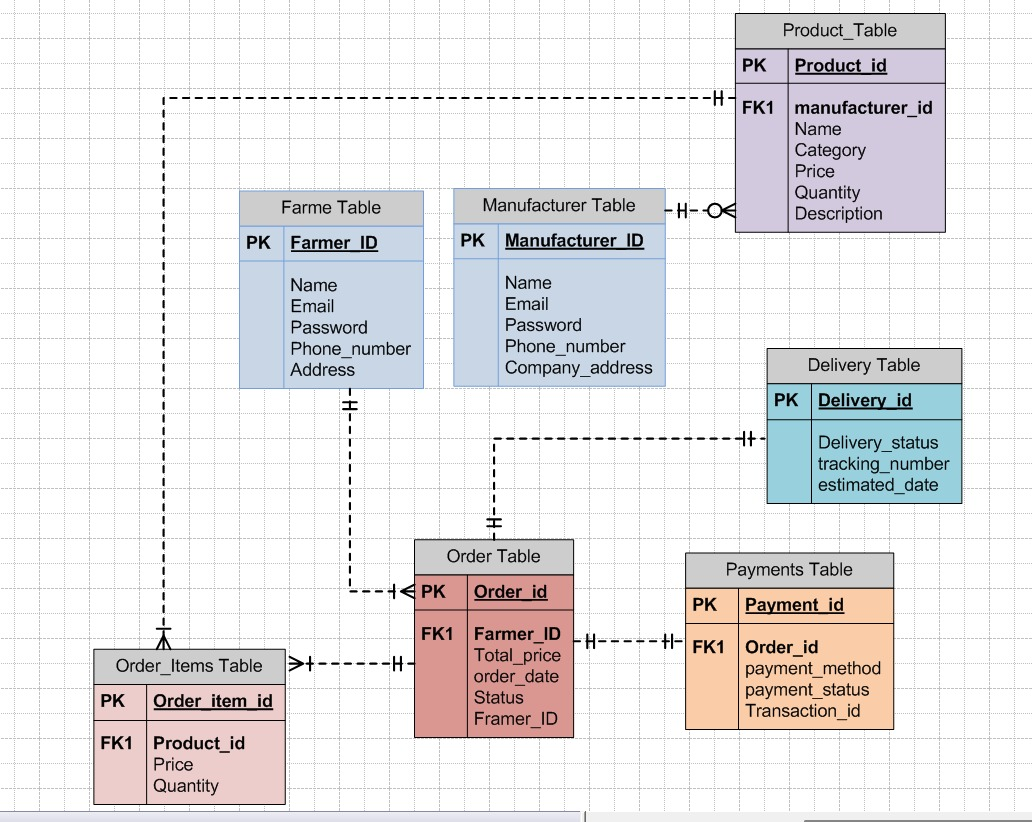 Product_Table
PK Product_id
FK1 manufacturer_id
Name
Category
Price
Quantity
Description
Farme Table
PK Farmer_ID
Name
Email
Password
Phone_number
Address
Manufacturer Table
PK Manufacturer_ID
Name
Email
Password
Phone_number
Company_address
Delivery Table
PK Delivery_id
Delivery_status
tracking_number
estimated_date
Order Table
PK Order_id
FK1 Farmer_ID
Total_price
order_date
Status
Framer_ID
Payments Table
PK Payment_id
FK1 Order_id
payment_method
payment_status
Transaction_id
Order_Items Table
PK Order_item_id
FK1 Product_id
Price
Quantity